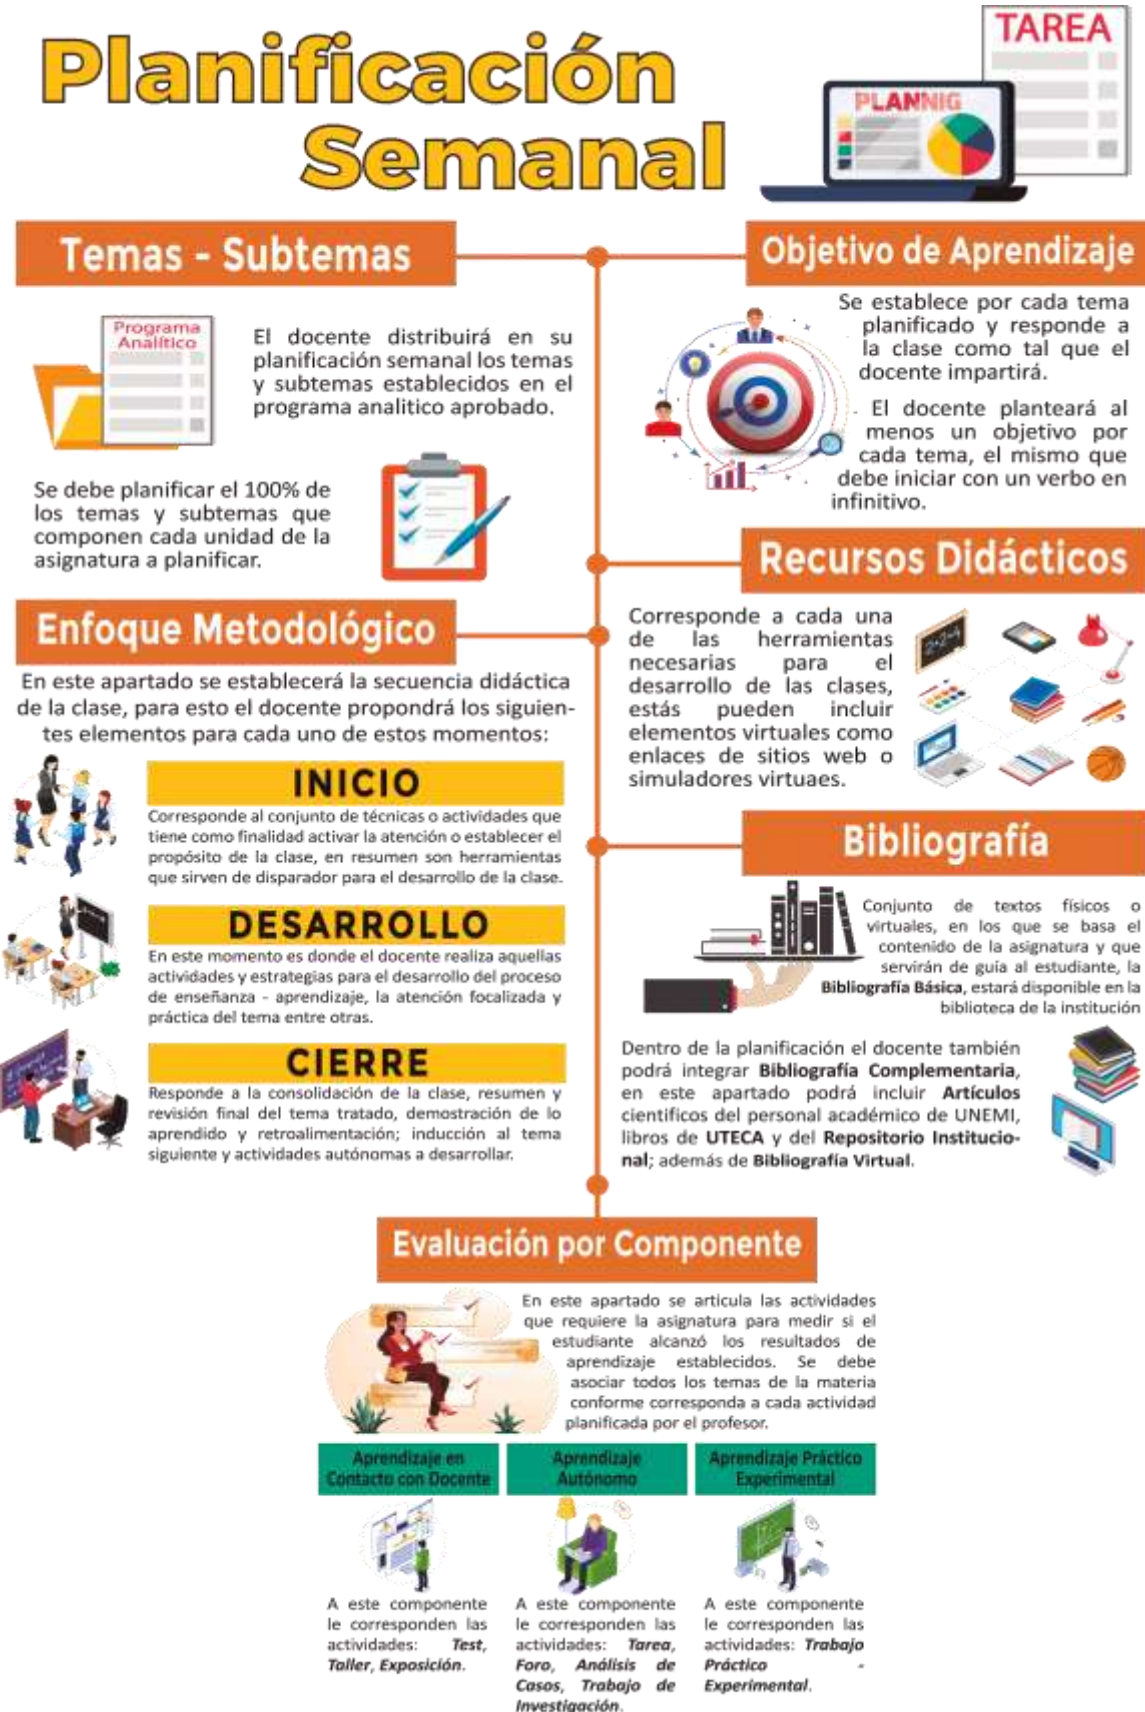 Planificación
Semanal
TAREA
PLANNIG
Temas - Subtemas
Programa
Analítico
El docente distribuirá en su
planificación semanal los temas
y subtemas establecidos en el
programa analitico aprobado.
Se debe planificar el 100% de
los temas y subtemas que
componen cada unidad de la
asignatura a planificar.
Objetivo de Aprendizaje
Se establece por cada tema
planificado y responde a
la clase como tal que el
docente impartirá.
El docente planteará al
menos un objetivo por
cada tema, el mismo que
debe iniciar con un verbo en
infinitivo.
Enfoque Metodológico
En este apartado se establecerá la secuencia didáctica
de la clase, para esto el docente propondrá los siguien-
tes elementos para cada uno de estos momentos:
INICIO
Corresponde al conjunto de técnicas o actividades que
tiene como finalidad activar la atención o establecer el
propósito de la clase, en resumen son herramientas
que sirven de disparador para el desarrollo de la clase.
DESARROLLO
En este momento es donde el docente realiza aquellas
actividades y estrategias para el desarrollo del proceso
de enseñanza - aprendizaje, la atención focalizada y
práctica del tema entre otras.
CIERRE
Responde a la consolidación de la clase, resumen y
revisión final del tema tratado, demostración de lo
aprendido y retroalimentación; inducción al tema
siguiente y actividades autónomas a desarrollar.
Recursos Didácticos
Corresponde a cada una
de las herramientas
necesarias para el
desarrollo de las clases,
estás pueden incluir
elementos virtuales como
enlaces de sitios web o
simuladores virtuaes.
2+2=4
Bibliografía
Conjunto de textos físicos o
virtuales, en los que se basa el
contenido de la asignatura y que
servirán de guía al estudiante, la
Bibliografía Básica, estará disponible en la
biblioteca de la institución
Dentro de la planificación el docente también
podrá integrar Bibliografía Complementaria,
en este apartado podrá incluir Artículos
cientificos del personal académico de UNEMI,
libros de UTECA y del Repositorio Institucio-
nal; además de Bibliografía Virtual.
Evaluación por Componente
En este apartado se articula las actividades
que requiere la asignatura para medir si el
estudiante alcanzó los resultados de
aprendizaje establecidos. Se debe
asociar todos los temas de la materia
conforme corresponda a cada actividad
planificada por el profesor.
Aprendizaje en
Contacto con Docente
A este componente
le corresponden las
actividades: Test,
Taller, Exposición.
Aprendizaje
Autónomo
A este componente
le corresponden las
actividades: Tarea,
Foro, Análisis de
Casos, Trabajo de
Investigación.
Aprendizaje Práctico
Experimental
A este componente
le corresponden las
actividades: Trabajo
Práctico -
Experimental.